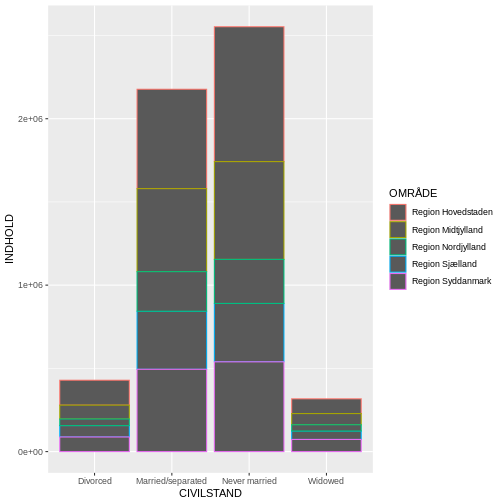 INDHOLD
2e+06
1e+06
0e+00
Divorced
Married/separated
Never married
Widowed
CIVILSTAND
OMRÅDE
Region Hovedstaden
Region Midtjylland
Region Nordjylland
Region Sjælland
Region Syddanmark